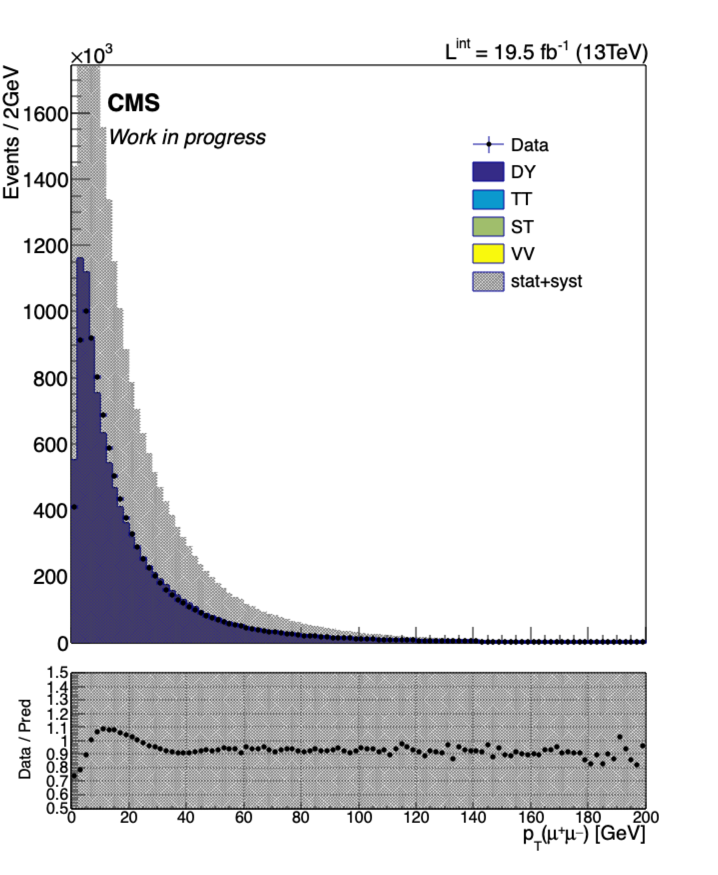 ×10³
L^int = 19.5 fb⁻¹ (13TeV)
Events / 2GeV
CMS
Work in progress
Data
DY
TT
ST
VV
stat+syst
1600
1400
1200
1000
800
600
400
200
0
Data / Pred
1.5
1.4
1.3
1.2
1.1
1
0.9
0.8
0.7
0.6
0.5
0 20 40 60 80 100 120 140 160 180 200
p_T(μ⁺μ⁻) [GeV]